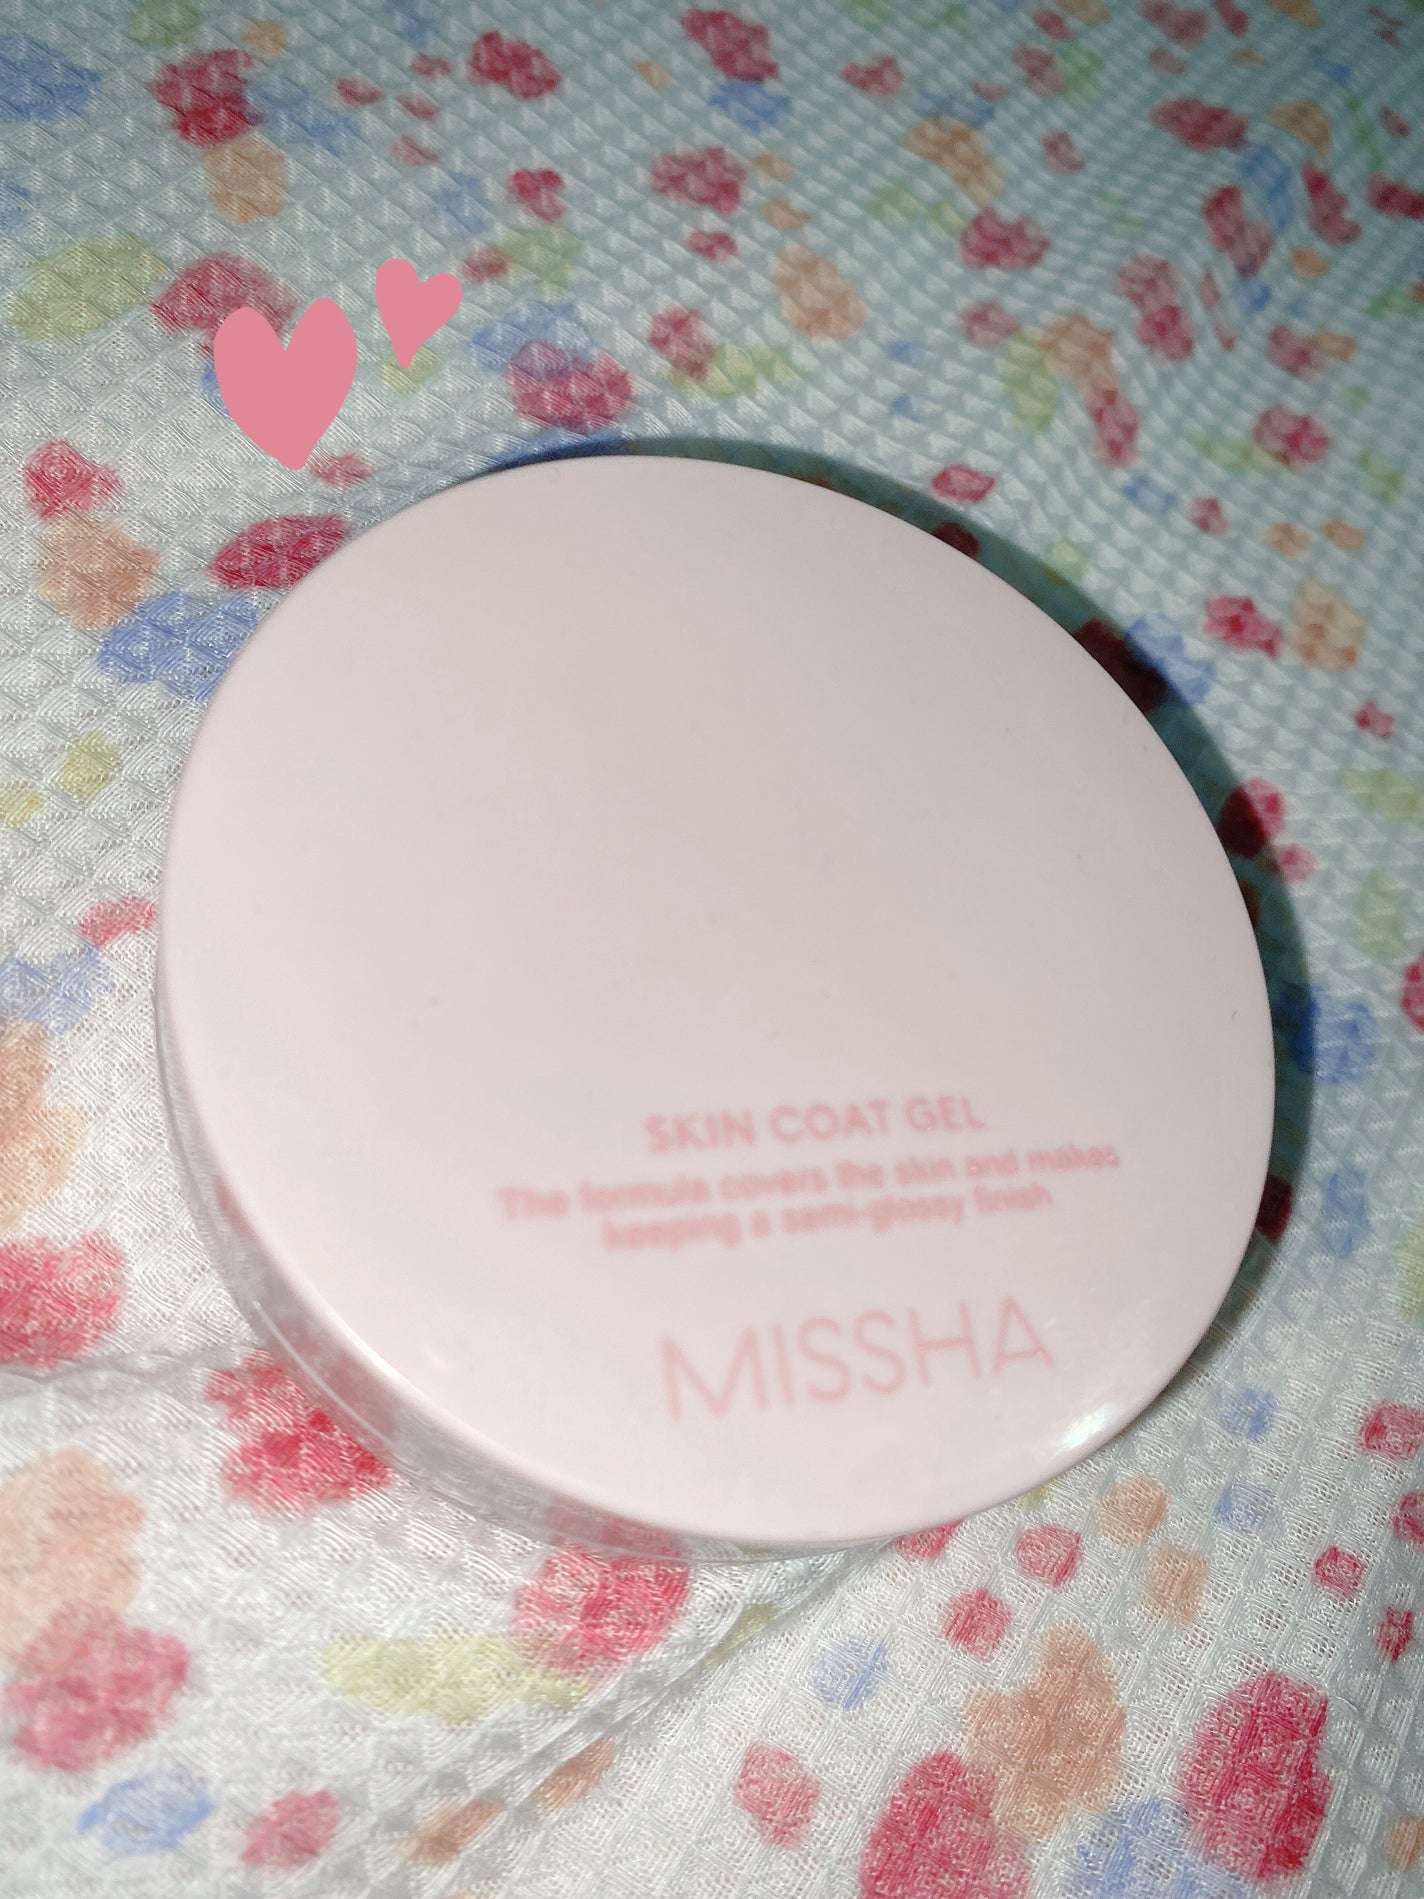 SKIN COAT GEL
The formula covers the skin and makes
keeping a semi-glossy finish
MISSHA